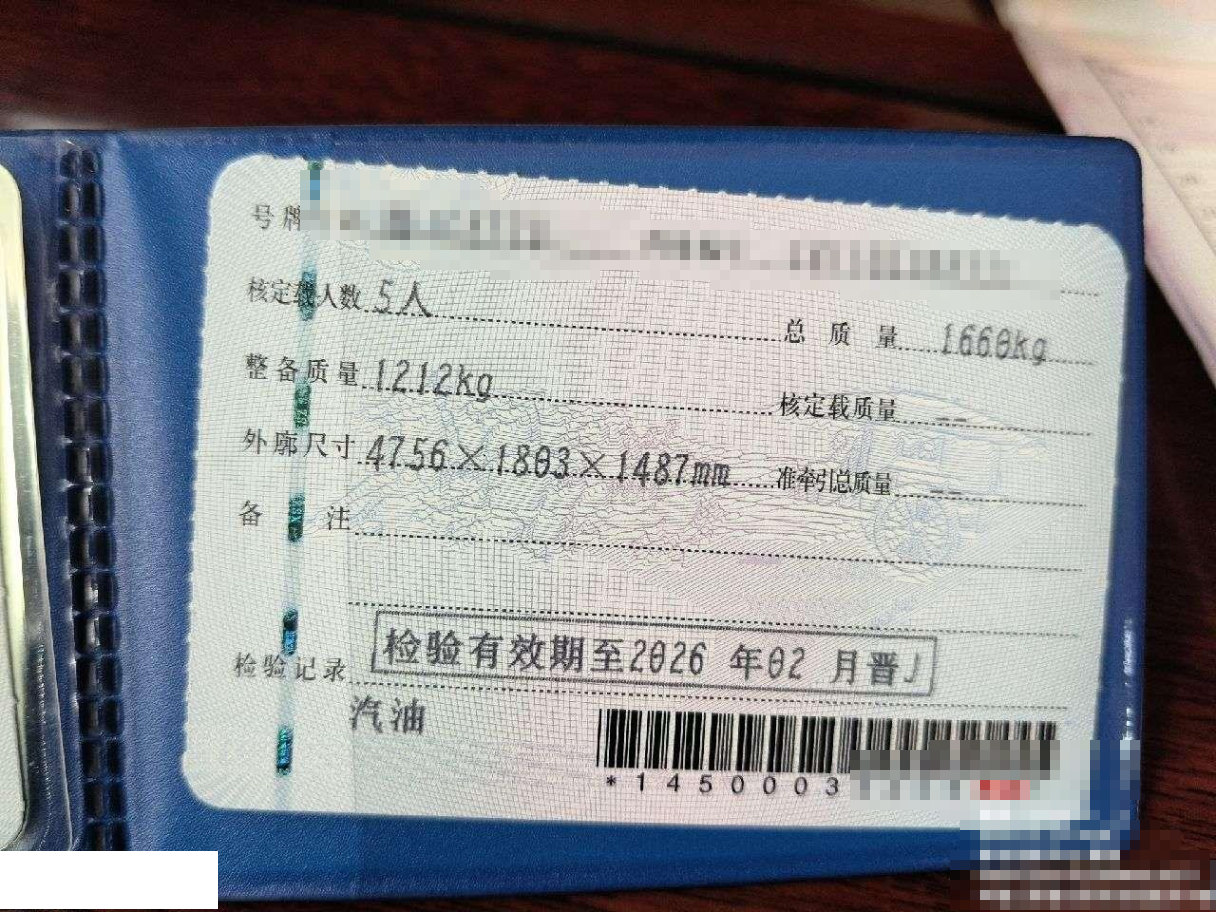 号牌
核定载人数 5人 总质量 1660kg
整备质量 1212kg 核定载质量 --
外廓尺寸 4756×1803×1487mm 准牵引总质量 --
备注
检验记录 检验有效期至2026年02月晋J
汽油
*1450003